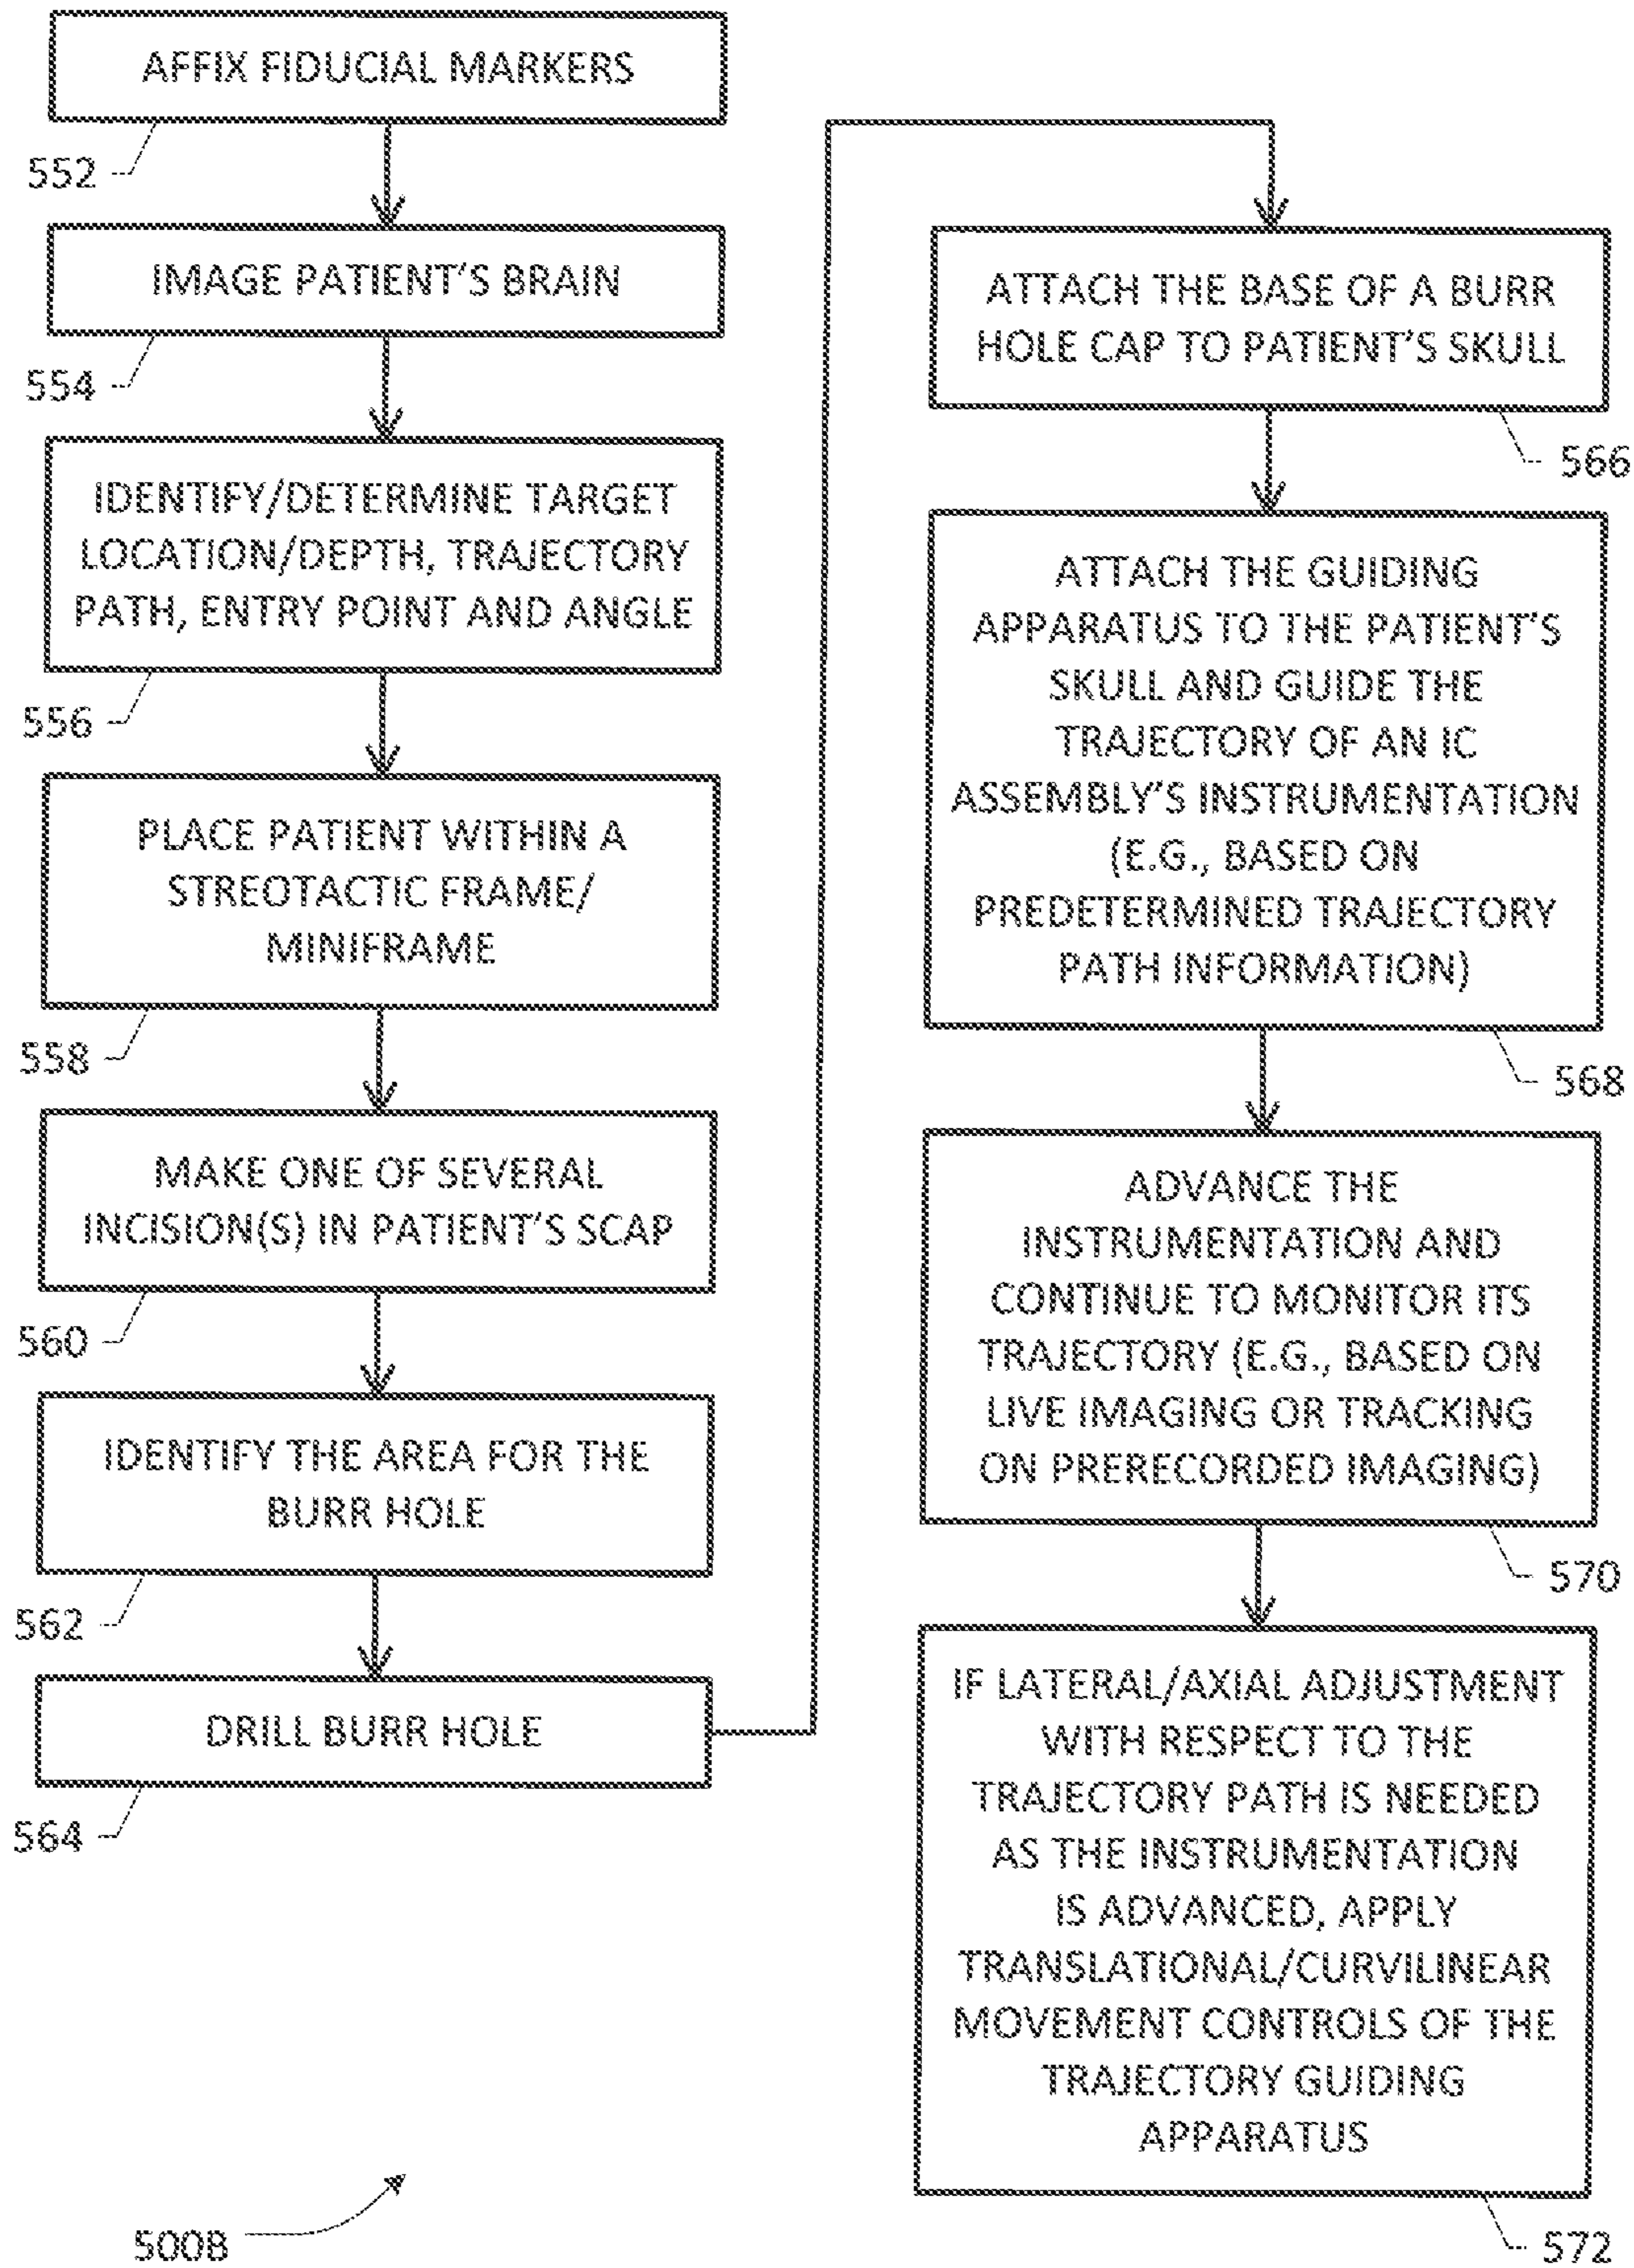 AFFIX FIDUCIAL MARKERS
552
IMAGE PATIENT'S BRAIN
554
IDENTIFY/DETERMINE TARGET
LOCATION/DEPTH, TRAJECTORY
PATH, ENTRY POINT AND ANGLE
556
PLACE PATIENT WITHIN A
STREOTACTIC FRAME/
MINIFRAME
558
MAKE ONE OF SEVERAL
INCISION(S) IN PATIENT'S SCAP
560
IDENTIFY THE AREA FOR THE
BURR HOLE
562
DRILL BURR HOLE
564
ATTACH THE BASE OF A BURR
HOLE CAP TO PATIENT'S SKULL
566
ATTACH THE GUIDING
APPARATUS TO THE PATIENT'S
SKULL AND GUIDE THE
TRAJECTORY OF AN IC
ASSEMBLY'S INSTRUMENTATION
(E.G., BASED ON
PREDETERMINED TRAJECTORY
PATH INFORMATION)
568
ADVANCE THE
INSTRUMENTATION AND
CONTINUE TO MONITOR ITS
TRAJECTORY (E.G., BASED ON
LIVE IMAGING OR TRACKING
ON PRERECORDED IMAGING)
570
IF LATERAL/AXIAL ADJUSTMENT
WITH RESPECT TO THE
TRAJECTORY PATH IS NEEDED
AS THE INSTRUMENTATION
IS ADVANCED, APPLY
TRANSLATIONAL/CURVILINEAR
MOVEMENT CONTROLS OF THE
TRAJECTORY GUIDING
APPARATUS
572
500B